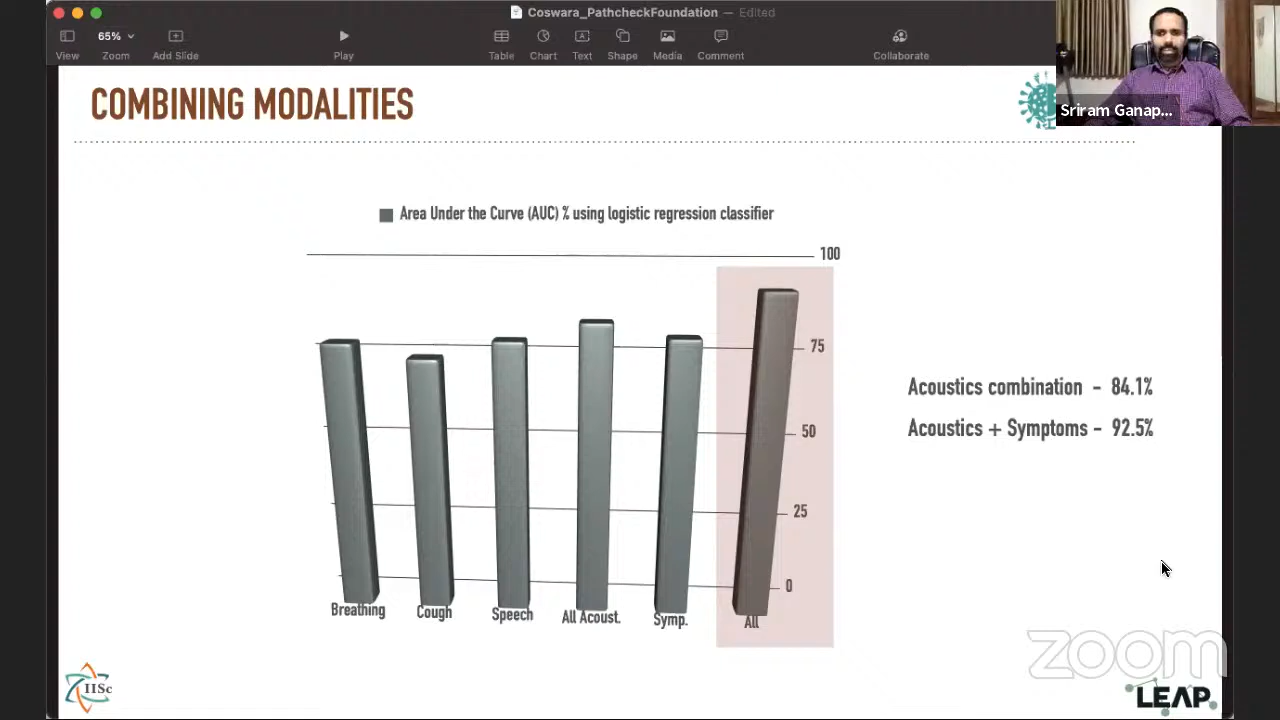 Coswara_PathcheckFoundation — Edited
65%
View Zoom Add Slide Play Table Chart Text Shape Media Comment Collaborate
Sriram Ganap...
COMBINING MODALITIES
Area Under the Curve (AUC) % using logistic regression classifier
100
75
50
25
0
Breathing Cough Speech All Acoust. Symp. All
Acoustics combination - 84.1%
Acoustics + Symptoms - 92.5%
zoom
IISc
LEAP